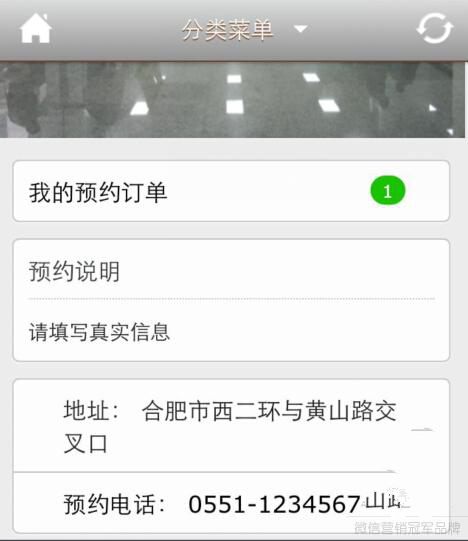 分类菜单
我的预约订单 1
预约说明
请填写真实信息
地址： 合肥市西二环与黄山路交
叉口
预约电话： 0551-1234567
微信营销冠军品牌